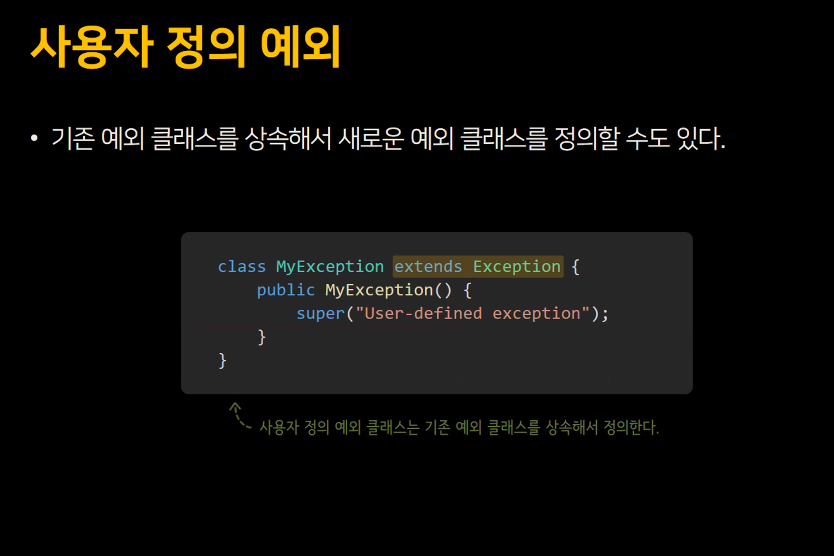 사용자 정의 예외
• 기존 예외 클래스를 상속해서 새로운 예외 클래스를 정의할 수도 있다.
class MyException extends Exception {
    public MyException() {
        super("User-defined exception");
    }
}
사용자 정의 예외 클래스는 기존 예외 클래스를 상속해서 정의한다.